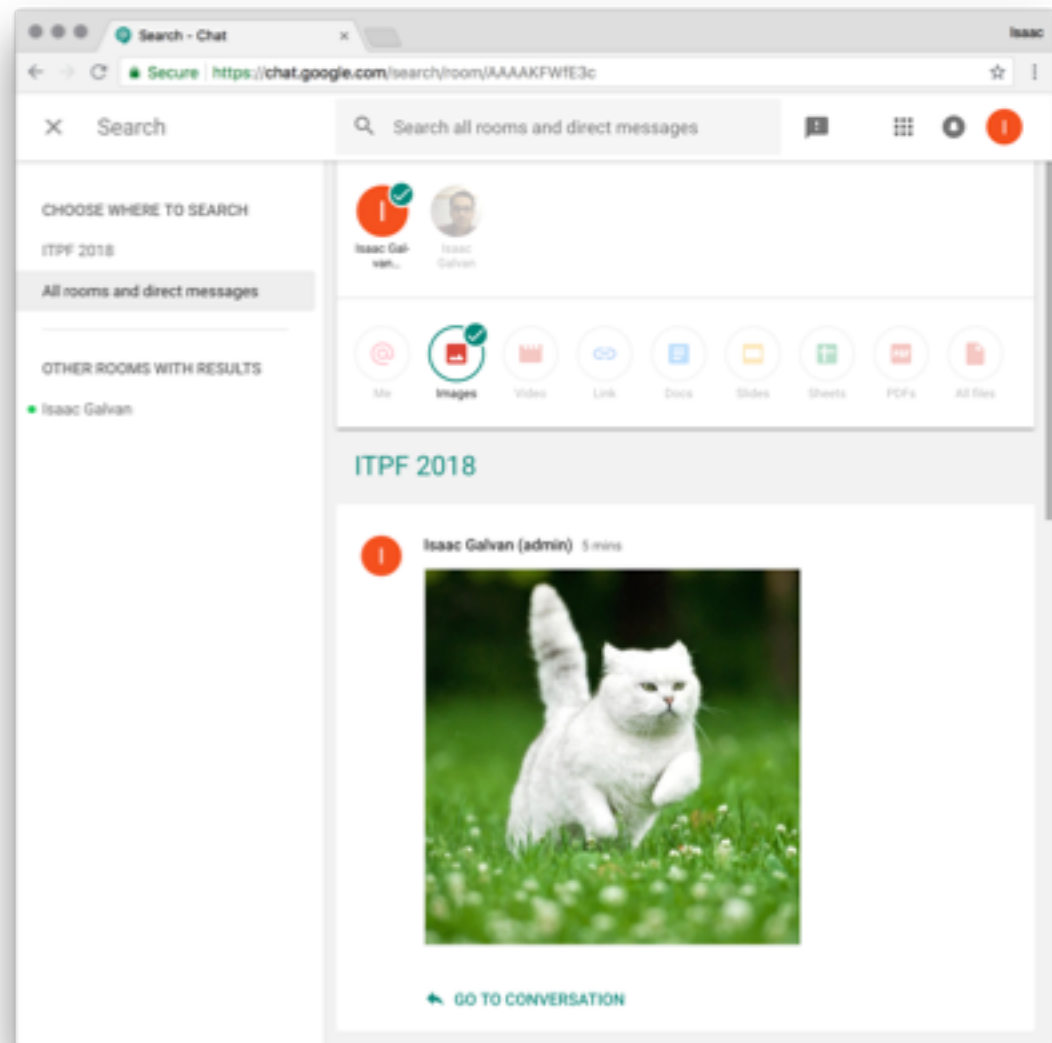 Search - Chat
Isaac
Secure https://chat.google.com/search/room/AAAAKFWfE3c
Search
Search all rooms and direct messages
I
CHOOSE WHERE TO SEARCH
ITPF 2018
All rooms and direct messages
OTHER ROOMS WITH RESULTS
Isaac Galvan
I
Isaac Gal-
van...
Isaac
Galvan
Me
Images
Video
Link
Docs
Slides
Sheets
PDFs
All files
ITPF 2018
I
Isaac Galvan (admin) 5 mins
GO TO CONVERSATION